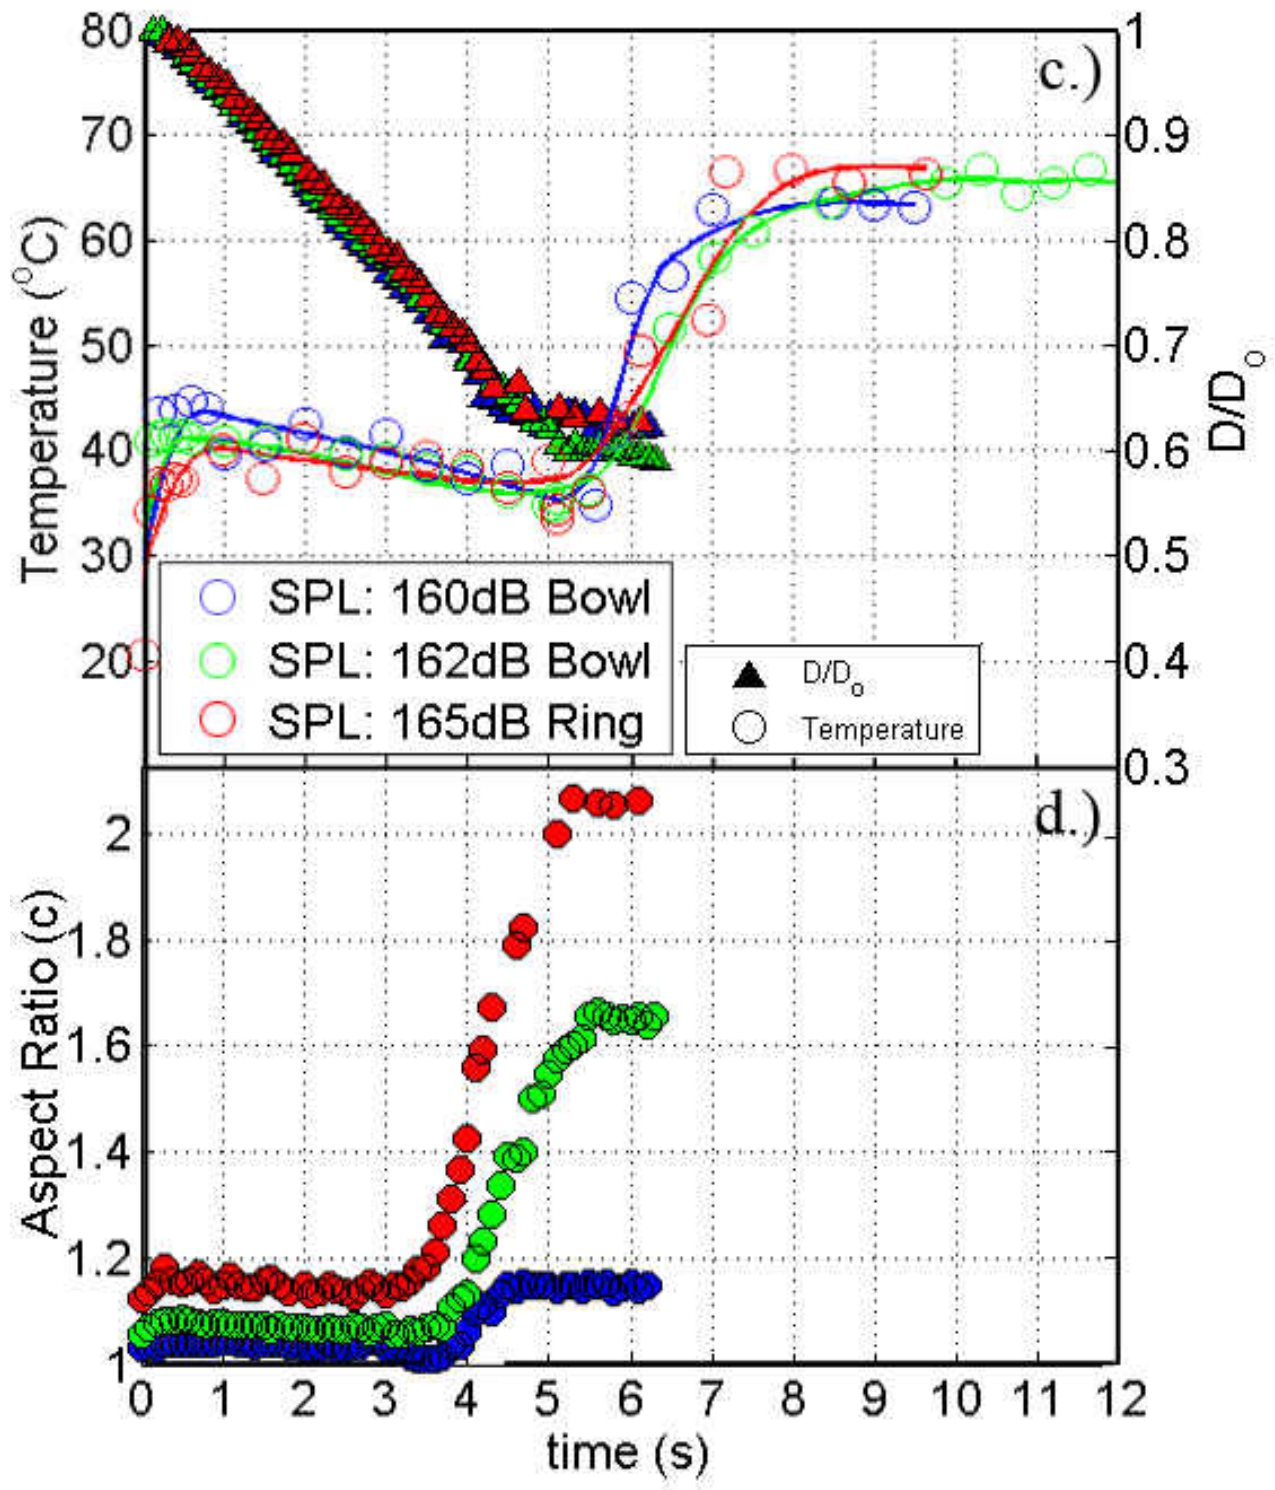 80
70
60
50
40
30
20
Temperature (°C)
1
0.9
0.8
0.7
0.6
0.5
0.4
0.3
D/Do
c.)
SPL: 160dB Bowl
SPL: 162dB Bowl
SPL: 165dB Ring
D/Do
Temperature
d.)
2
1.8
1.6
1.4
1.2
1
Aspect Ratio (c)
0 1 2 3 4 5 6 7 8 9 10 11 12
time (s)